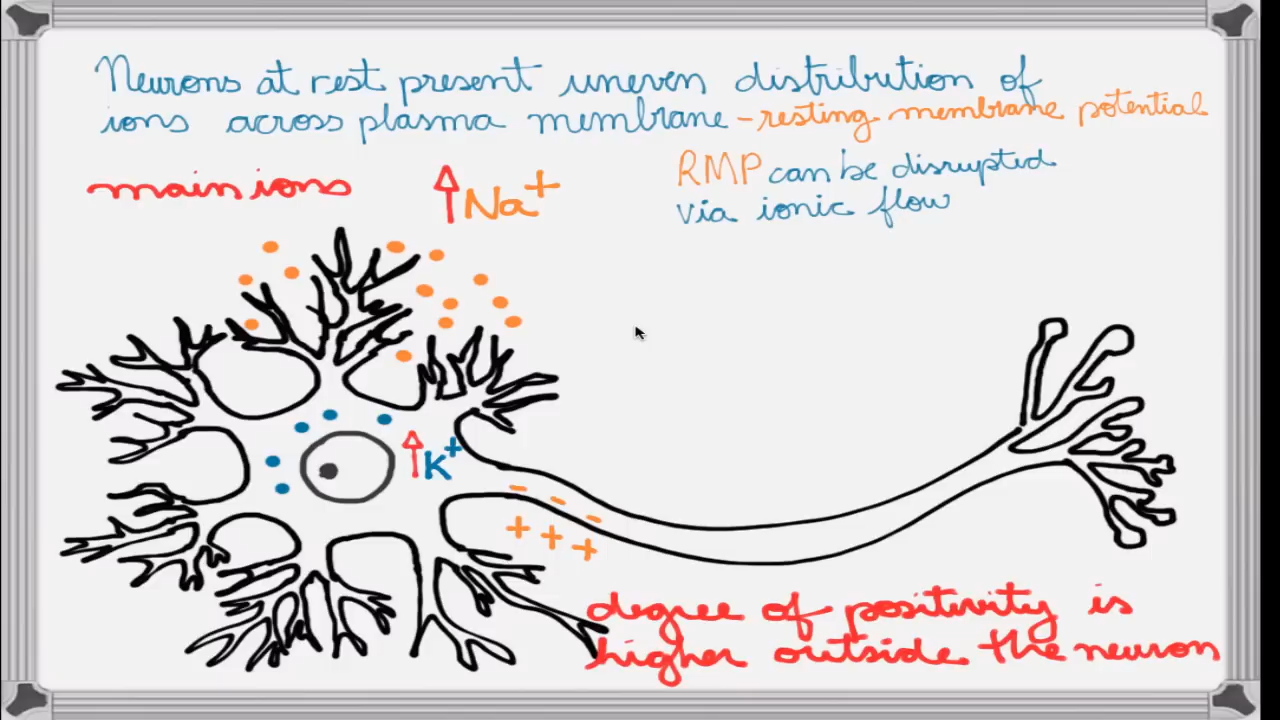 Neurons at rest present uneven distribution of
ions across plasma membrane - resting membrane potential
RMP can be disrupted
via ionic flow
main ions
Na+
K+
- - -
+ + +
degree of positivity is
higher outside the neuron